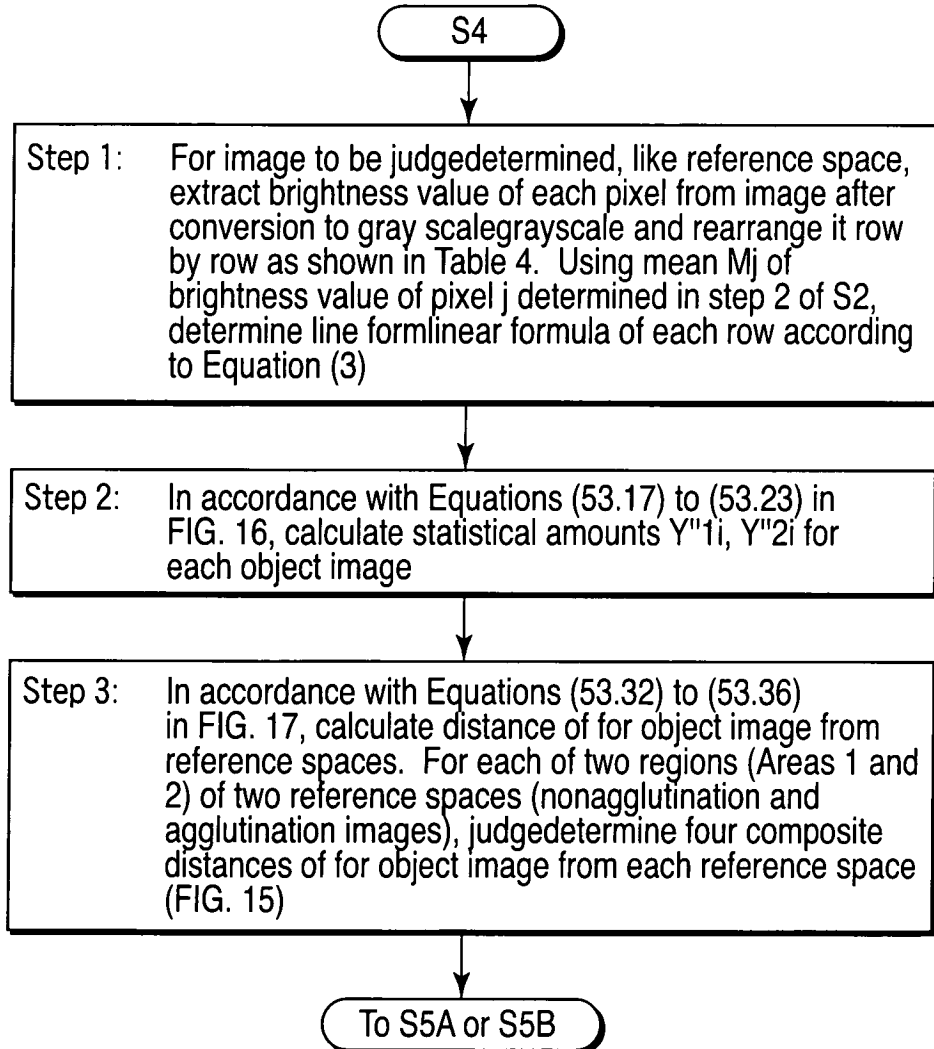 S4
Step 1: For image to be judgedetermined, like reference space,
extract brightness value of each pixel from image after
conversion to gray scalegrayscale and rearrange it row
by row as shown in Table 4. Using mean Mj of
brightness value of pixel j determined in step 2 of S2,
determine line formlinear formula of each row according
to Equation (3)
Step 2: In accordance with Equations (53.17) to (53.23) in
FIG. 16, calculate statistical amounts Y"1i, Y"2i for
each object image
Step 3: In accordance with Equations (53.32) to (53.36)
in FIG. 17, calculate distance of for object image from
reference spaces. For each of two regions (Areas 1 and
2) of two reference spaces (nonagglutination and
agglutination images), judgedetermine four composite
distances of for object image from each reference space
(FIG. 15)
To S5A or S5B